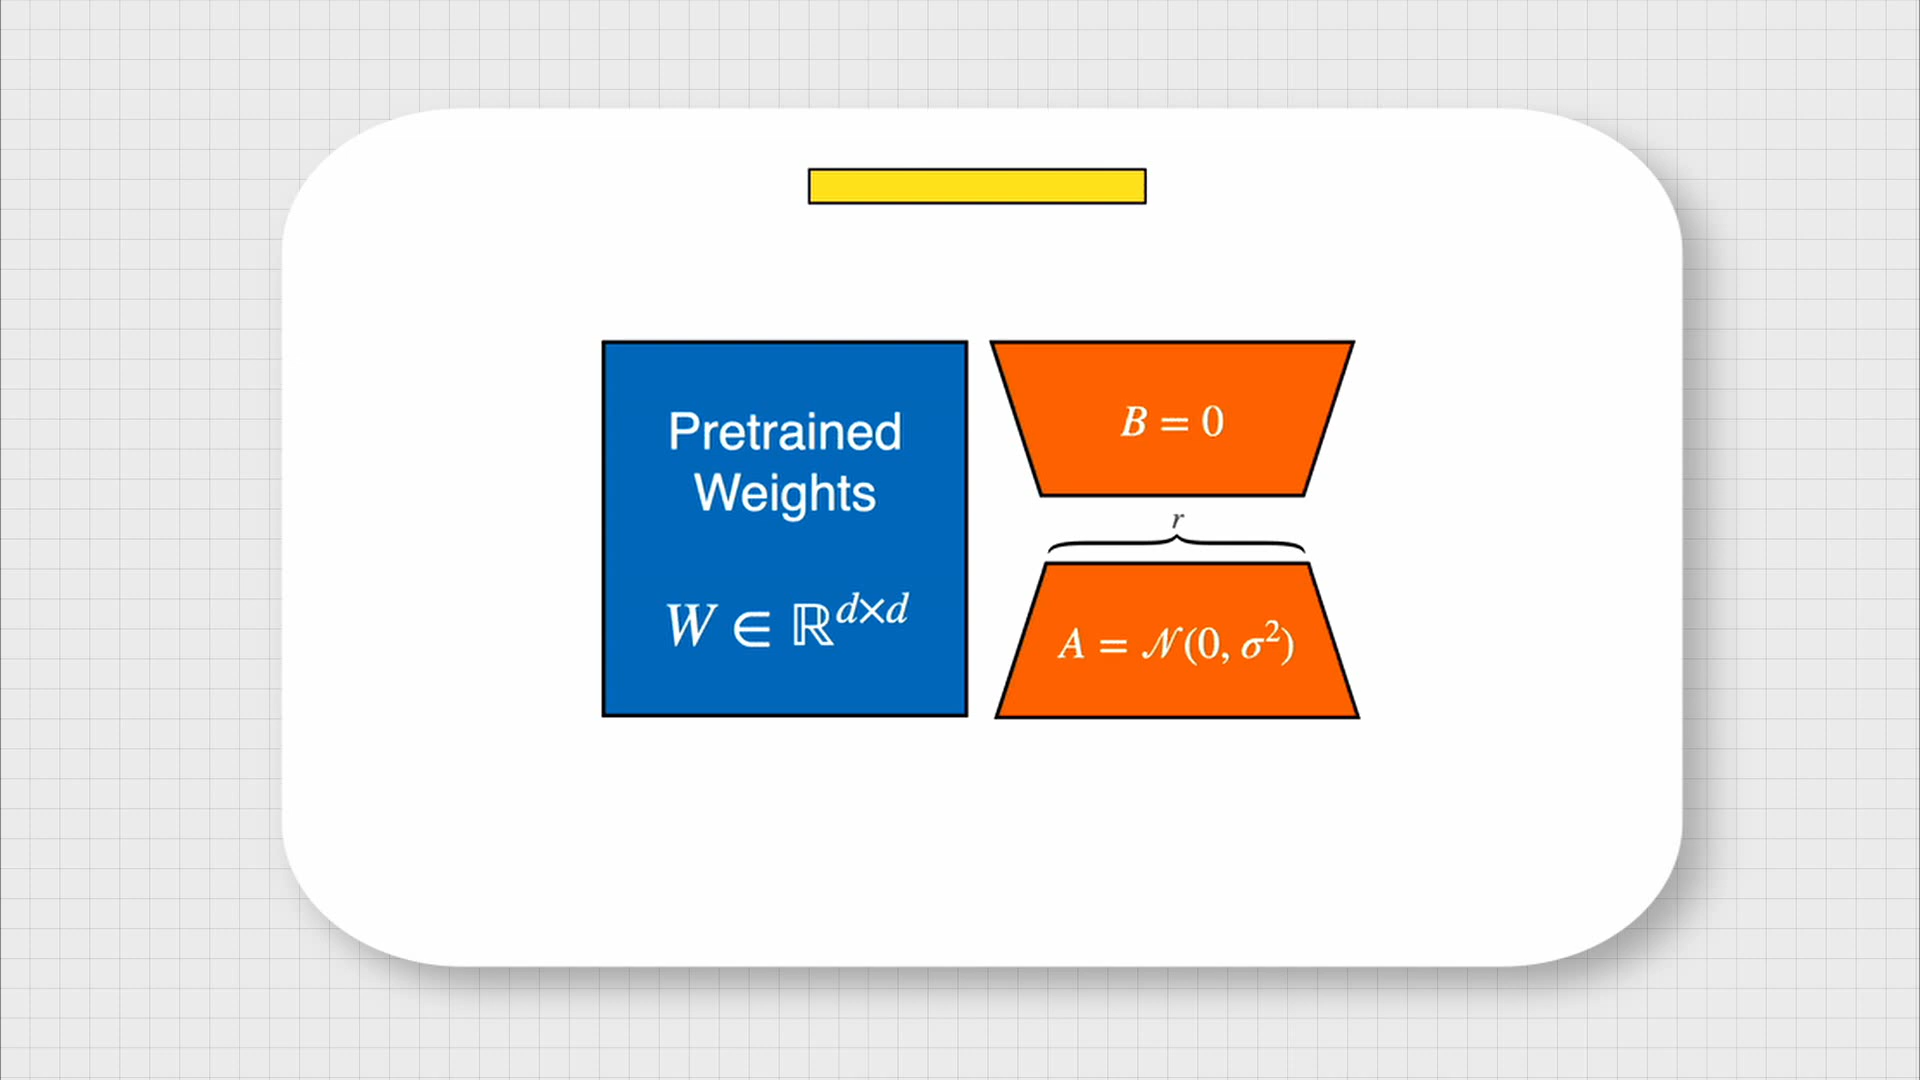 Pretrained
Weights
W ∈ ℝ^{d×d}
B = 0
r
A = 𝒩(0, σ²)